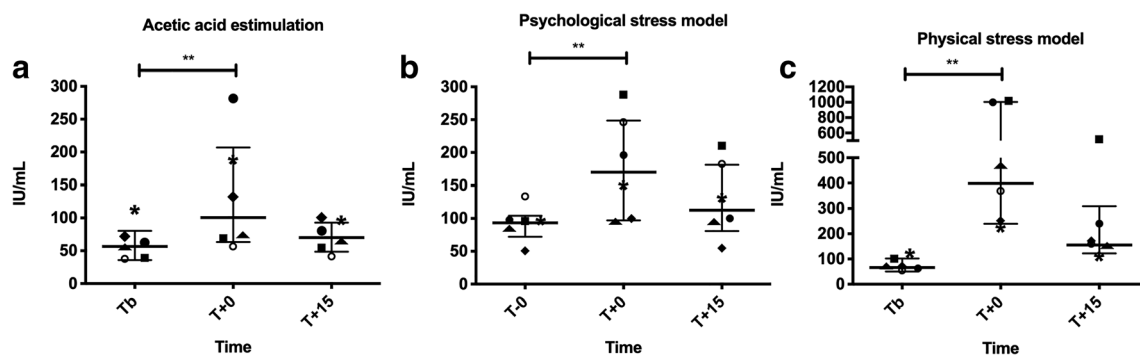 Acetic acid estimulation
a
**
IU/mL
300
250
200
150
100
50
0
Tb
T+0
T+15
Time
Psychological stress model
b
**
IU/mL
300
250
200
150
100
50
0
T-0
T+0
T+15
Time
Physical stress model
c
**
IU/mL
1200
1000
800
600
500
400
300
200
100
0
Tb
T+0
T+15
Time